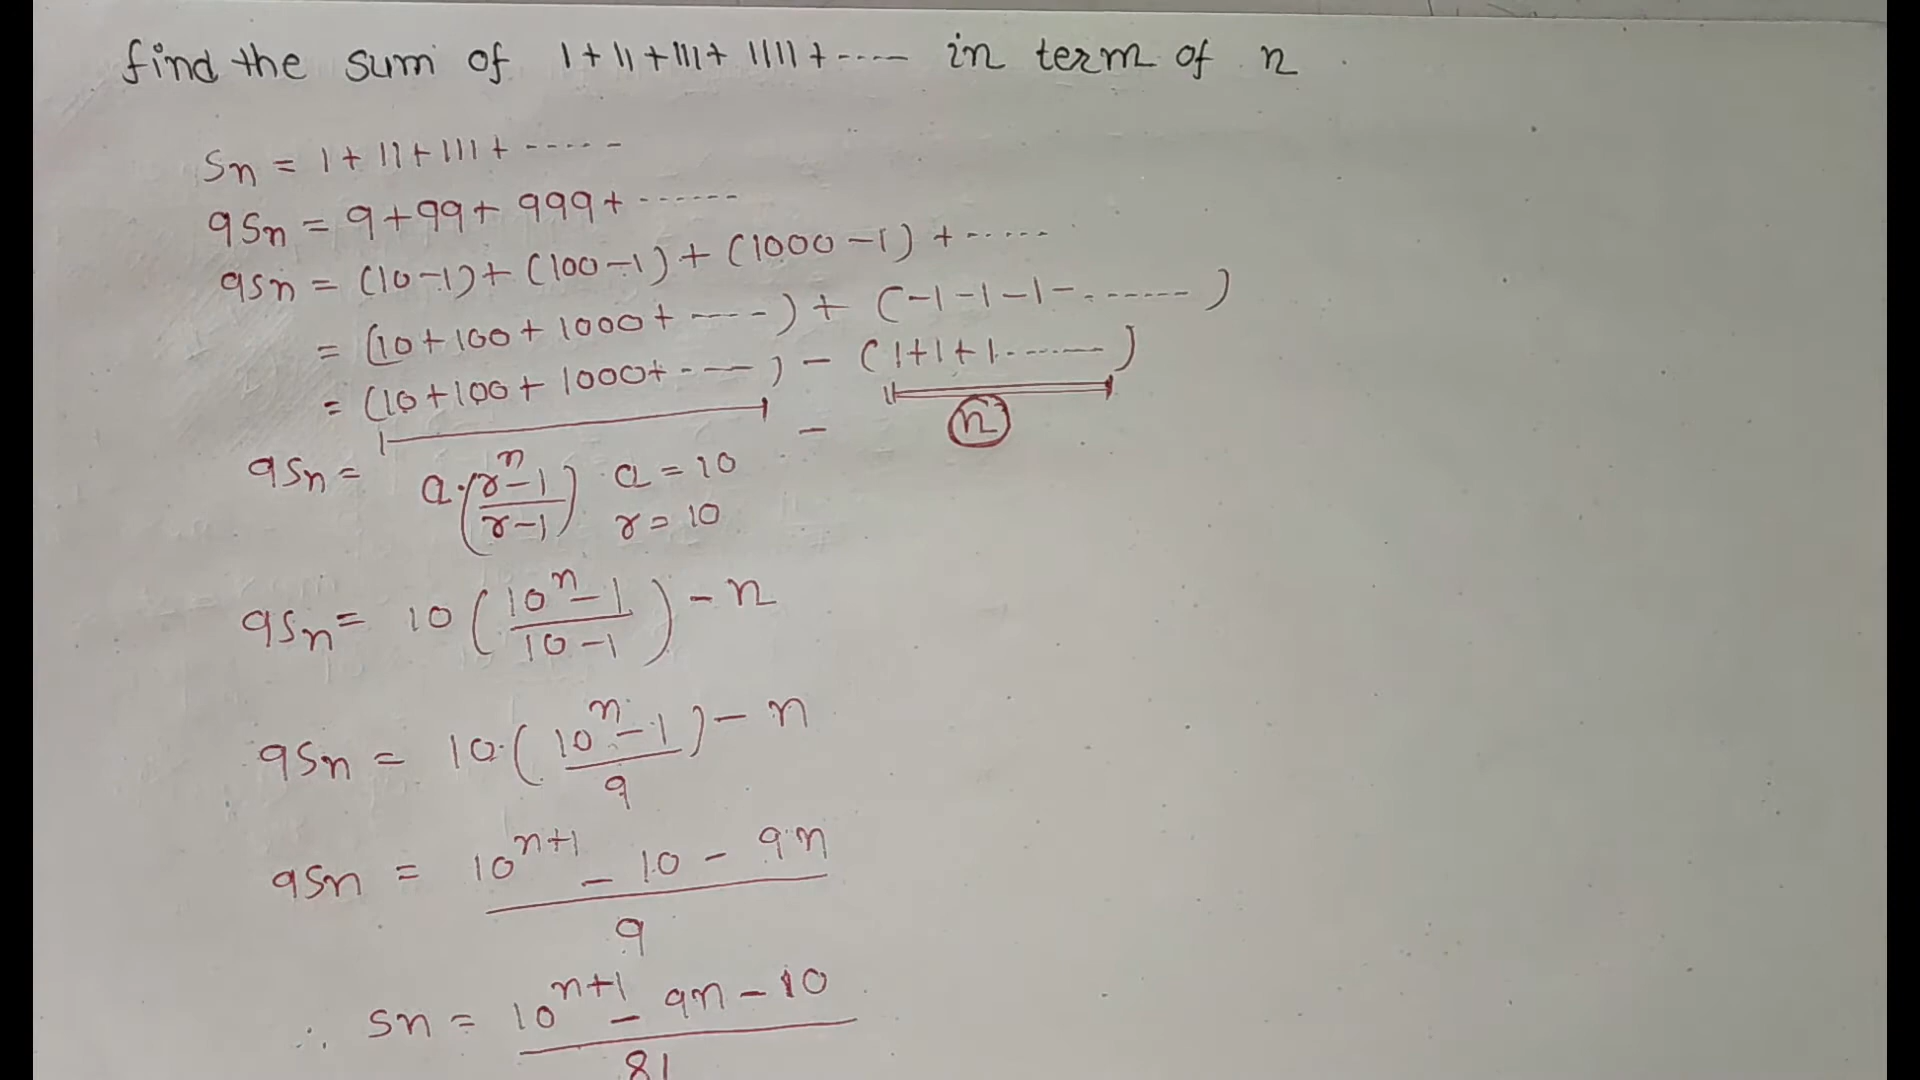 find the sum of 1+11+111+1111+---- in term of n
Sn = 1+11+111+-----
9Sn = 9+99+999+------
9Sn = (10-1)+(100-1)+(1000-1)+-----
= (10+100+1000+----)+(-1-1-1-------)
= (10+100+1000+----)-(1+1+1------)
- n
9Sn = a.(r^n-1/r-1) a=10
r=10
9Sn = 10(10^n-1/10-1)-n
9Sn = 10.(10^n-1/9)-n
9Sn = 10^n+1 - 10 - 9n
9
∴ Sn = 10^n+1 - 9n - 10
81